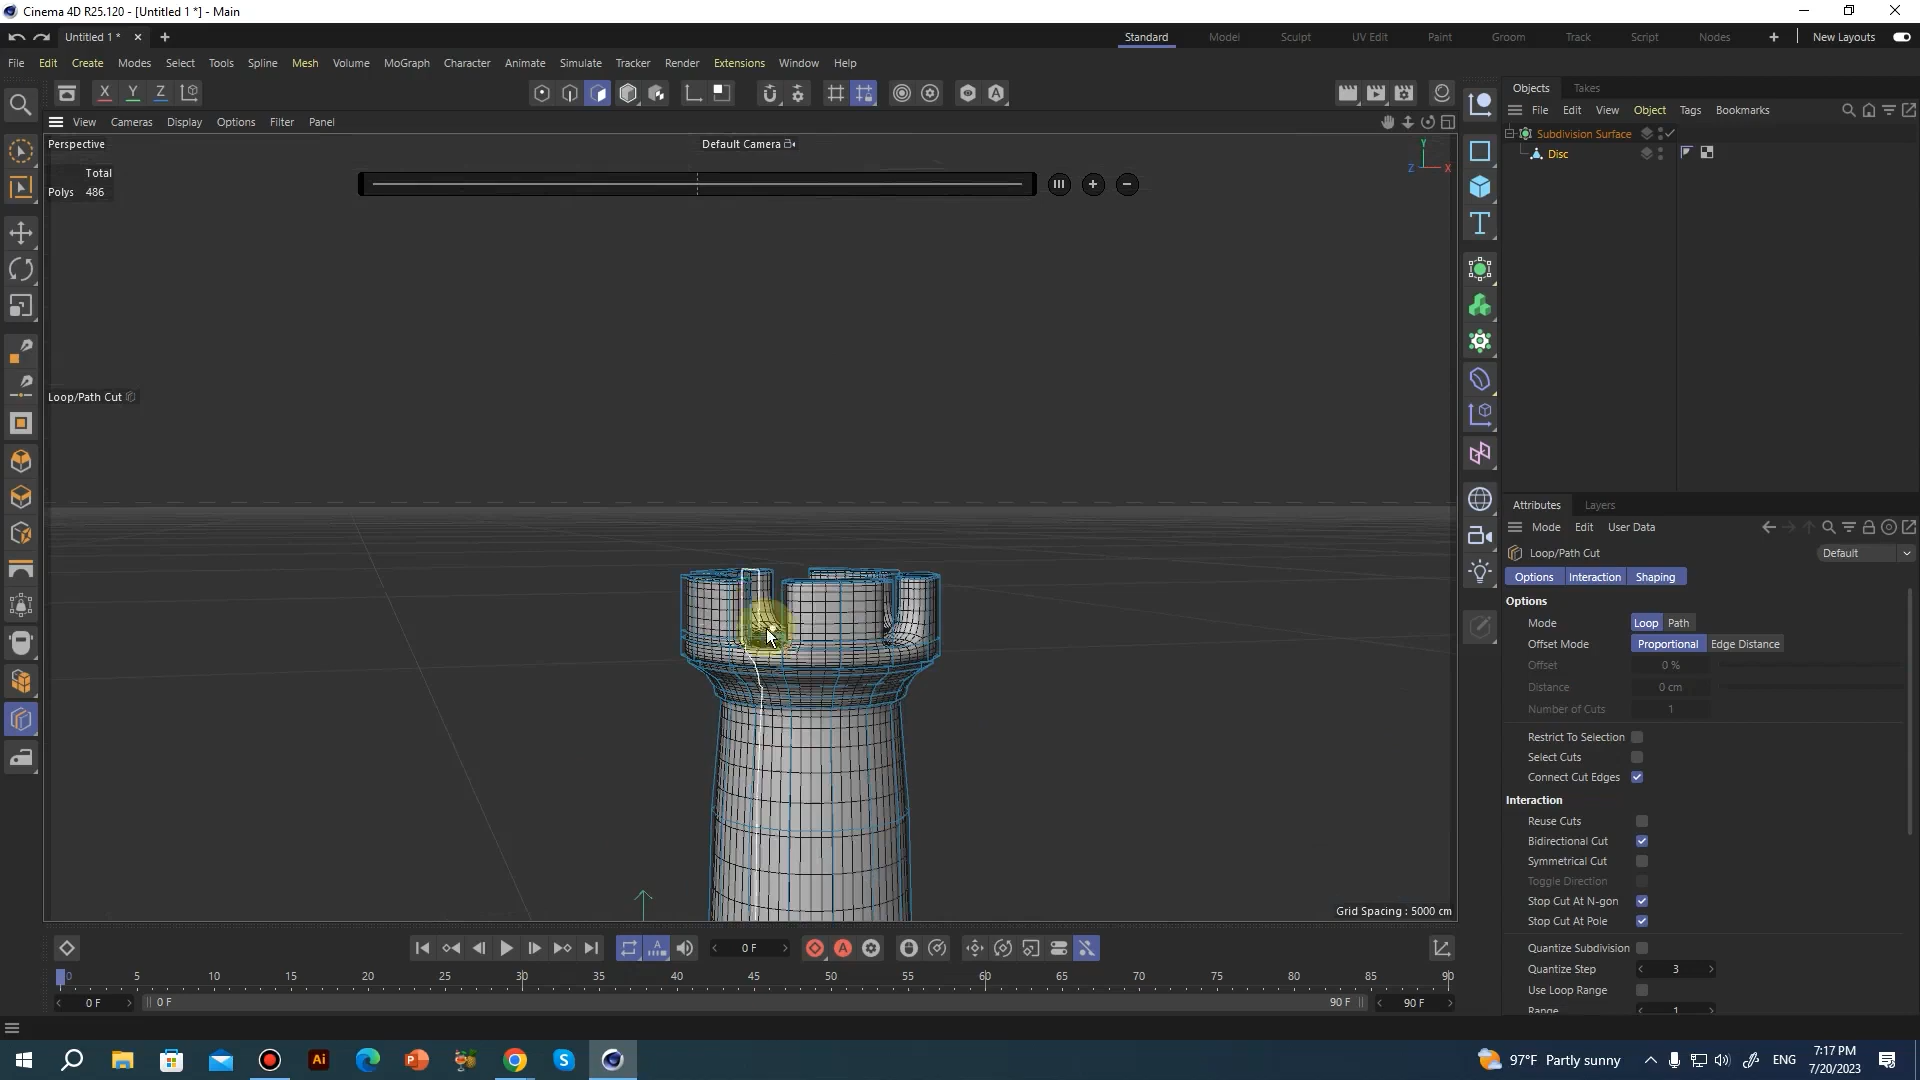 Cinema 4D R25.120 - [Untitled 1 *] - Main
Untitled 1 *
Standard Model Sculpt UV Edit Paint Groom Track Script Nodes New Layouts
File Edit Create Modes Select Tools Spline Mesh Volume MoGraph Character Animate Simulate Tracker Render Extensions Window Help
X Y Z
View Cameras Display Options Filter Panel
Perspective
Default Camera
Total
Polys 486
Y
Z X
Loop/Path Cut
Grid Spacing : 5000 cm
Objects Takes
File Edit View Object Tags Bookmarks
Subdivision Surface
Disc
Attributes Layers
Mode Edit User Data
Loop/Path Cut
Default
Options Interaction Shaping
Options
Mode Loop Path
Offset Mode Proportional Edge Distance
Offset 0 %
Distance 0 cm
Number of Cuts 1
Restrict To Selection
Select Cuts
Connect Cut Edges
Interaction
Reuse Cuts
Bidirectional Cut
Symmetrical Cut
Toggle Direction
Stop Cut At N-gon
Stop Cut At Pole
Quantize Subdivision
Quantize Step 3
Use Loop Range
Range 1
0 F
0 5 10 15 20 25 30 35 40 45 50 55 60 65 70 75 80 85 90
0 F 0 F 90 F 90 F
97°F Partly sunny
ENG
7:17 PM
7/20/2023